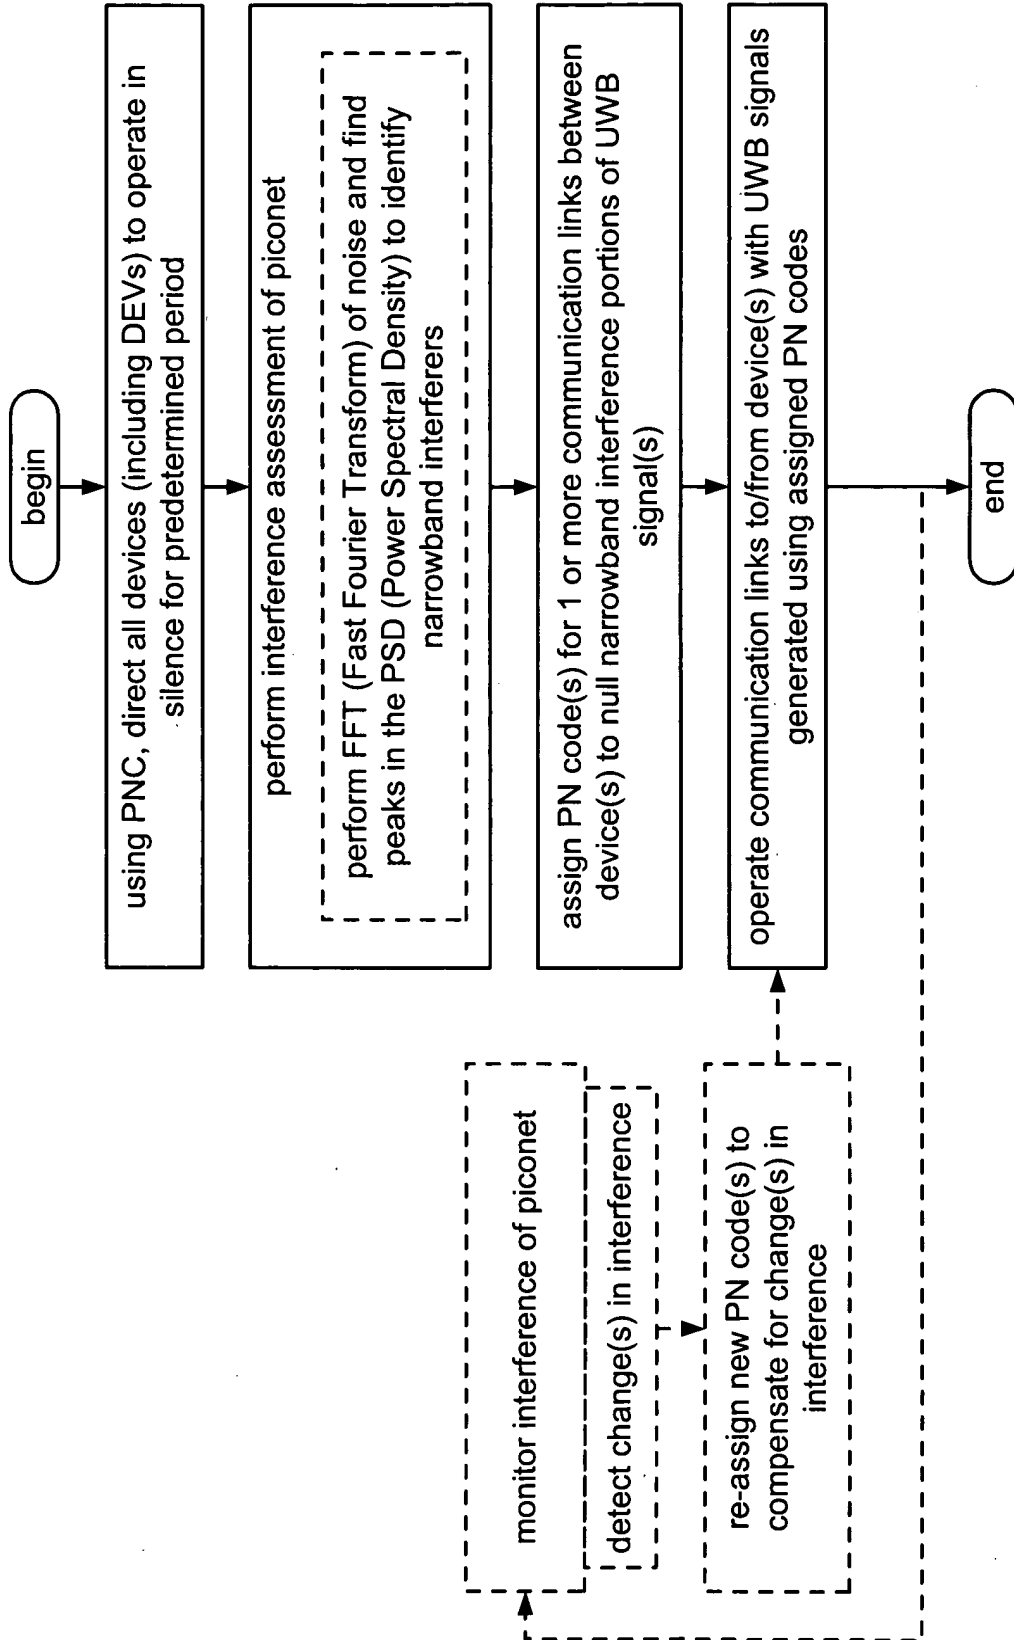 begin
using PNC, direct all devices (including DEVs) to operate in
silence for predetermined period
perform interference assessment of piconet
perform FFT (Fast Fourier Transform) of noise and find
peaks in the PSD (Power Spectral Density) to identify
narrowband interferers
assign PN code(s) for 1 or more communication links between
device(s) to null narrowband interference portions of UWB
signal(s)
operate communication links to/from device(s) with UWB signals
generated using assigned PN codes
end
monitor interference of piconet
detect change(s) in interference
re-assign new PN code(s) to
compensate for change(s) in
interference